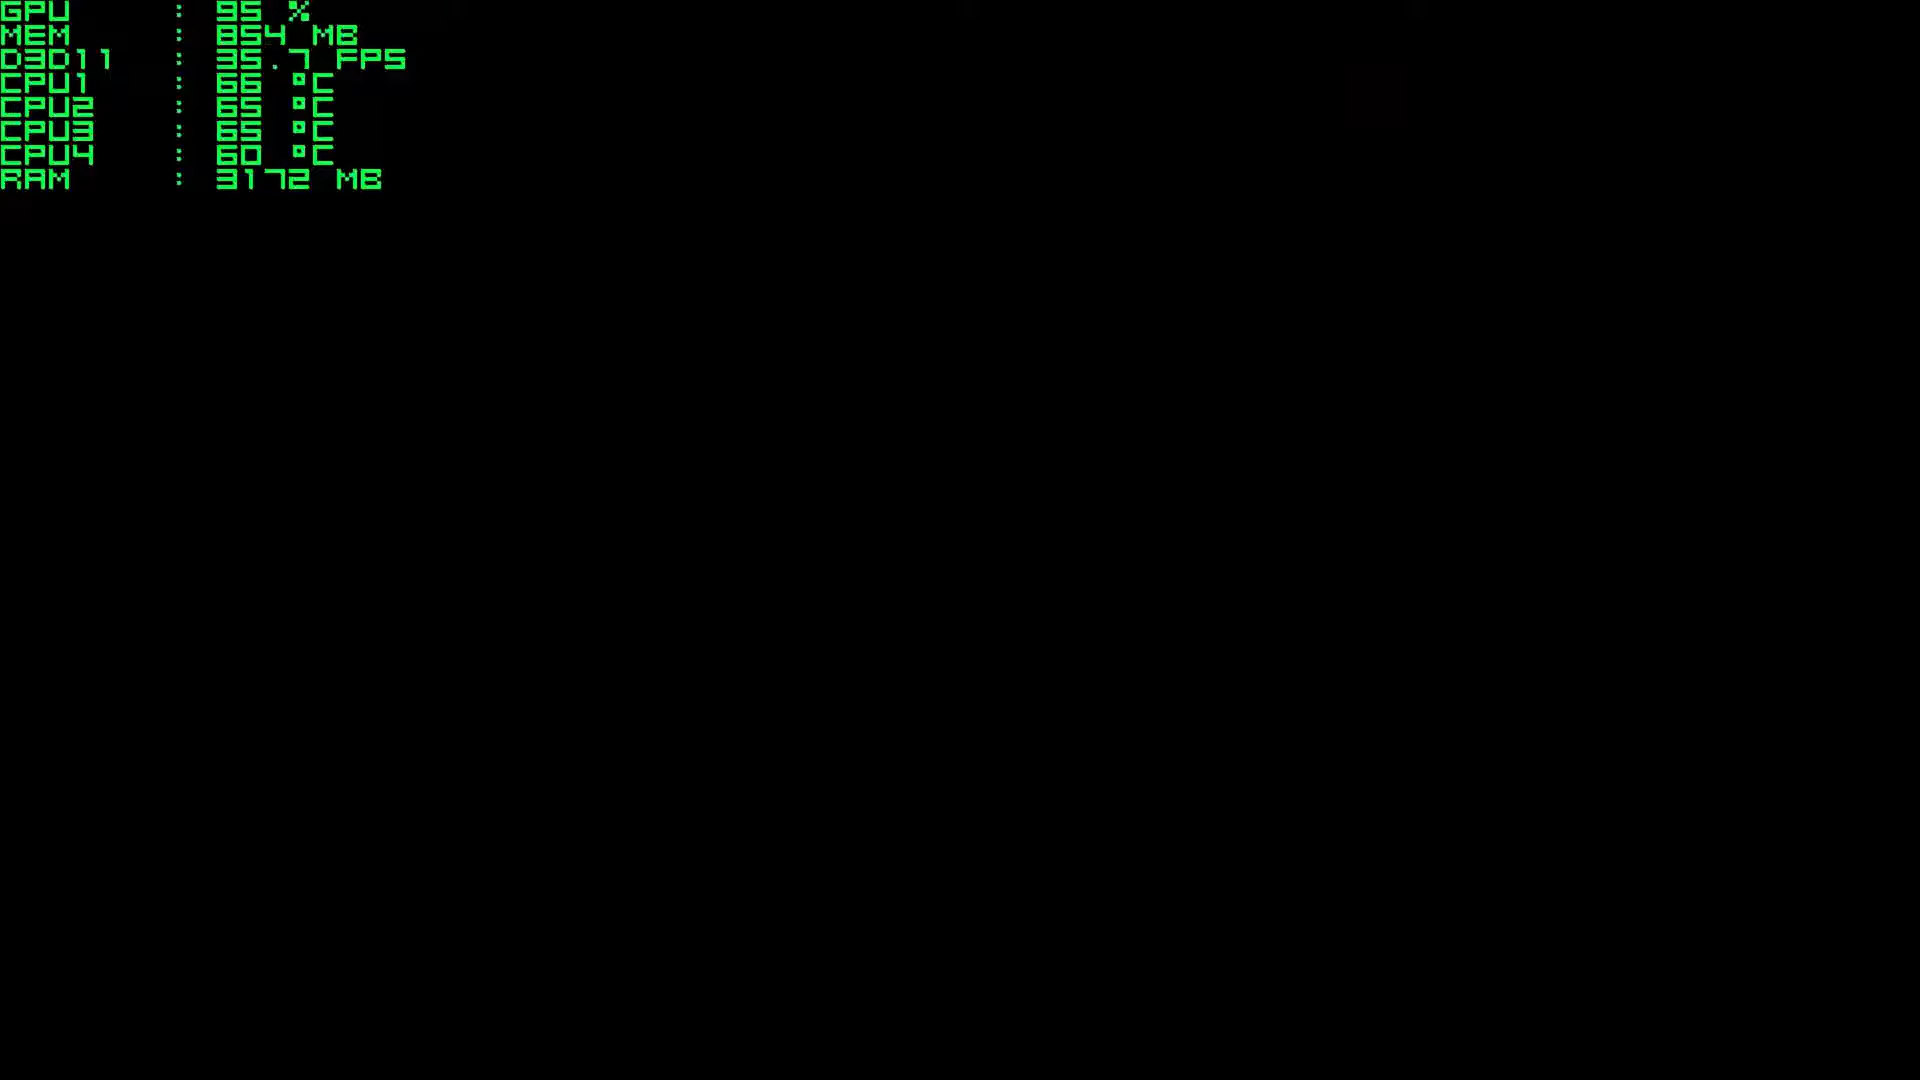 GPU : 95 %
MEM : 854 MB
D3D11 : 35.7 FPS
CPU1 : 66 °C
CPU2 : 65 °C
CPU3 : 65 °C
CPU4 : 60 °C
RAM : 3172 MB